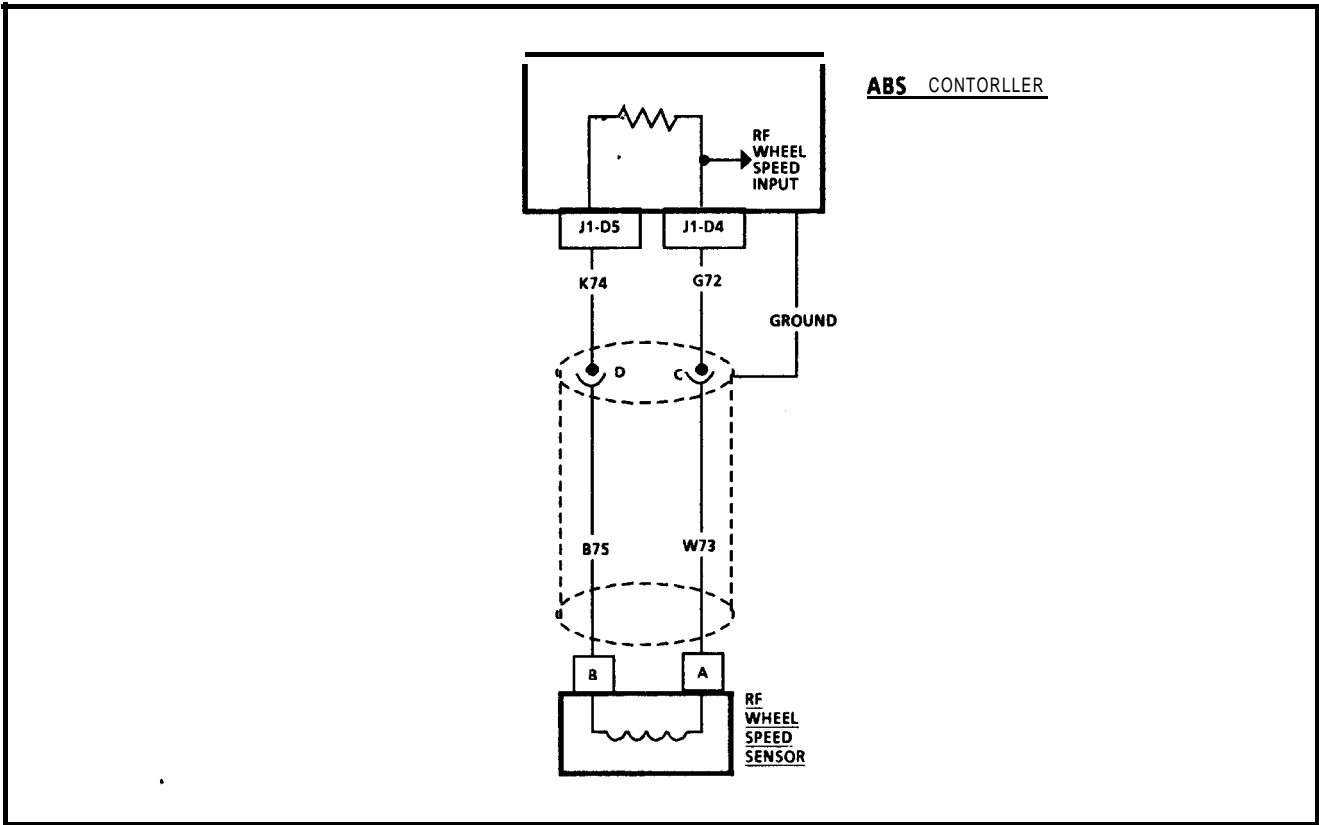 ABS CONTORLLER
RF
WHEEL
SPEED
INPUT
J1-D5 J1-D4
K74 G72
GROUND
D C
B75 W73
B A
RF
WHEEL
SPEED
SENSOR